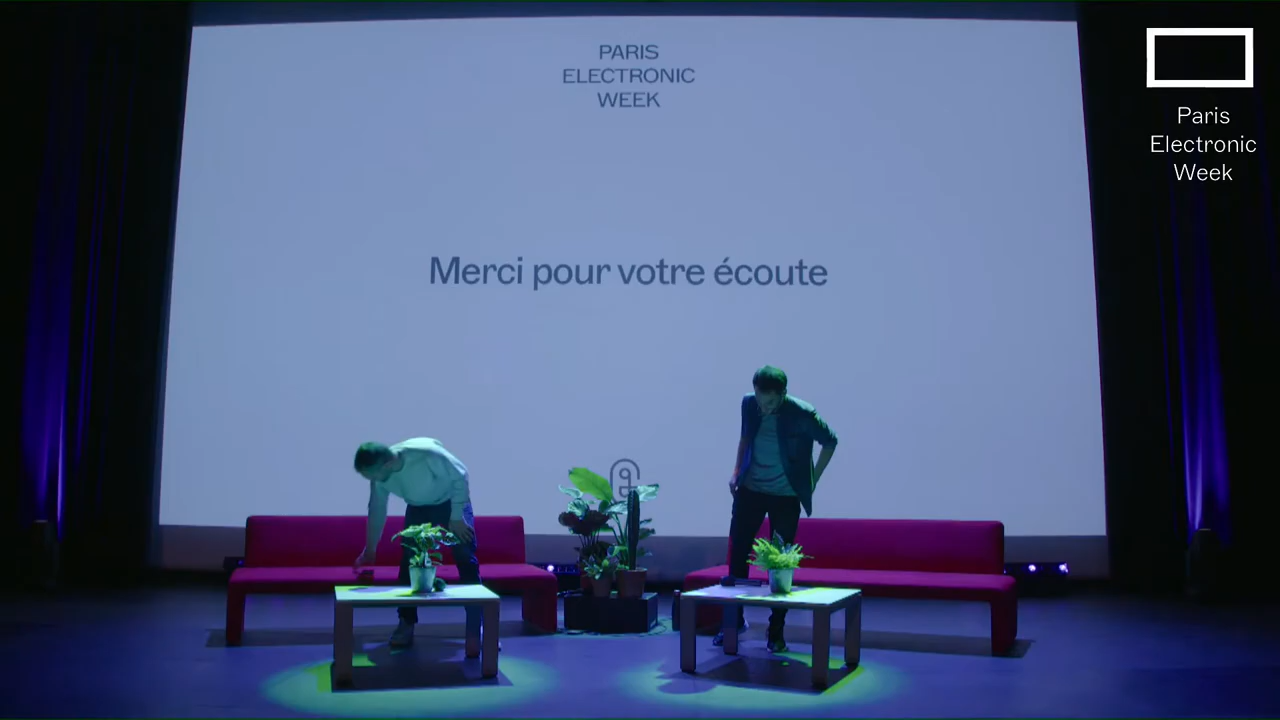 PARIS
ELECTRONIC
WEEK
Merci pour votre écoute
Paris
Electronic
Week